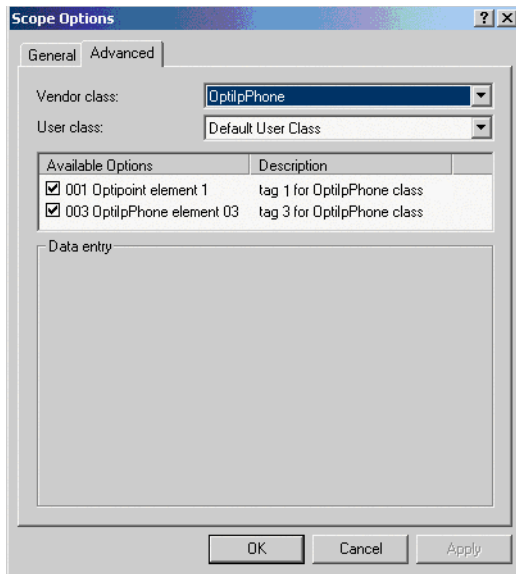 Scope Options
General Advanced
Vendor class: OptiIpPhone
User class: Default User Class
Available Options Description
001 Optipoint element 1 tag 1 for OptiIpPhone class
003 OptiIpPhone element 03 tag 3 for OptiIpPhone class
Data entry
OK Cancel Apply